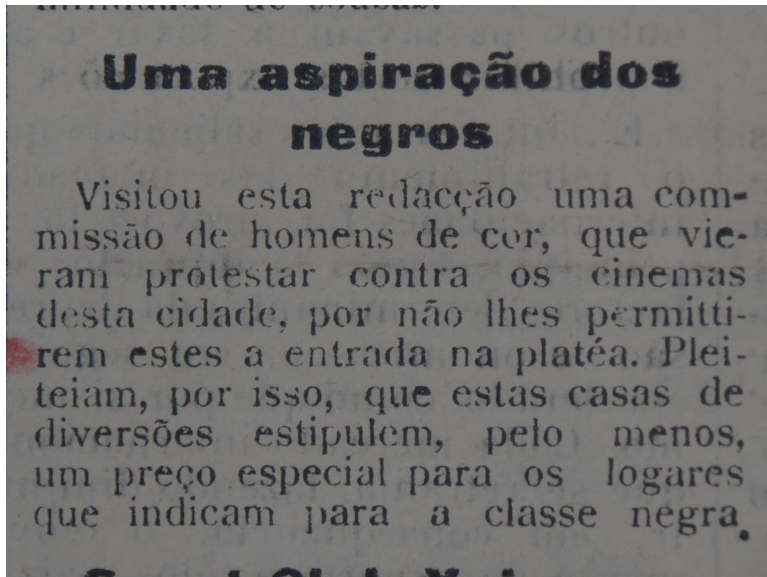 Uma aspiração dos
negros
Visitou esta redacção uma com-
missão de homens de cor, que vie-
ram protestar contra os cinemas
desta cidade, por não lhes permitti-
rem estes a entrada na platéa. Plei-
teiam, por isso, que estas casas de
diversões estipulem, pelo menos,
um preço especial para os logares
que indicam para a classe negra.